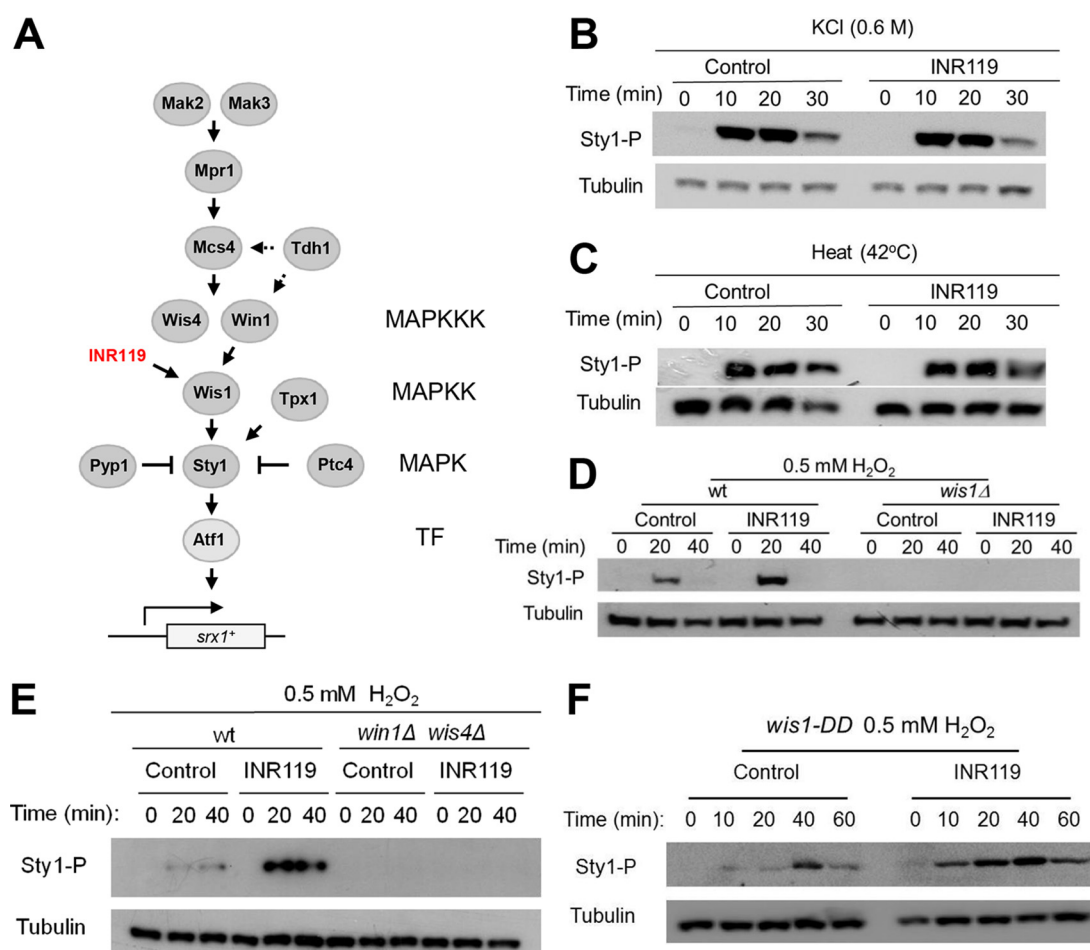 A
Mak2 Mak3
Mpr1
Mcs4 Tdh1
Wis4 Win1 MAPKKK
INR119
Wis1 Tpx1 MAPKK
Pyp1 Sty1 Ptc4 MAPK
Atf1 TF
srx1⁺
B
KCl (0.6 M)
Control INR119
Time (min) 0 10 20 30 0 10 20 30
Sty1-P
Tubulin
C
Heat (42ºC)
Control INR119
Time (min) 0 10 20 30 0 10 20 30
Sty1-P
Tubulin
D
0.5 mM H₂O₂
wt wis1Δ
Control INR119 Control INR119
Time (min) 0 20 40 0 20 40 0 20 40 0 20 40
Sty1-P
Tubulin
E
0.5 mM H₂O₂
wt win1Δ wis4Δ
Control INR119 Control INR119
Time (min): 0 20 40 0 20 40 0 20 40 0 20 40
Sty1-P
Tubulin
F
wis1-DD 0.5 mM H₂O₂
Control INR119
Time (min): 0 10 20 40 60 0 10 20 40 60
Sty1-P
Tubulin